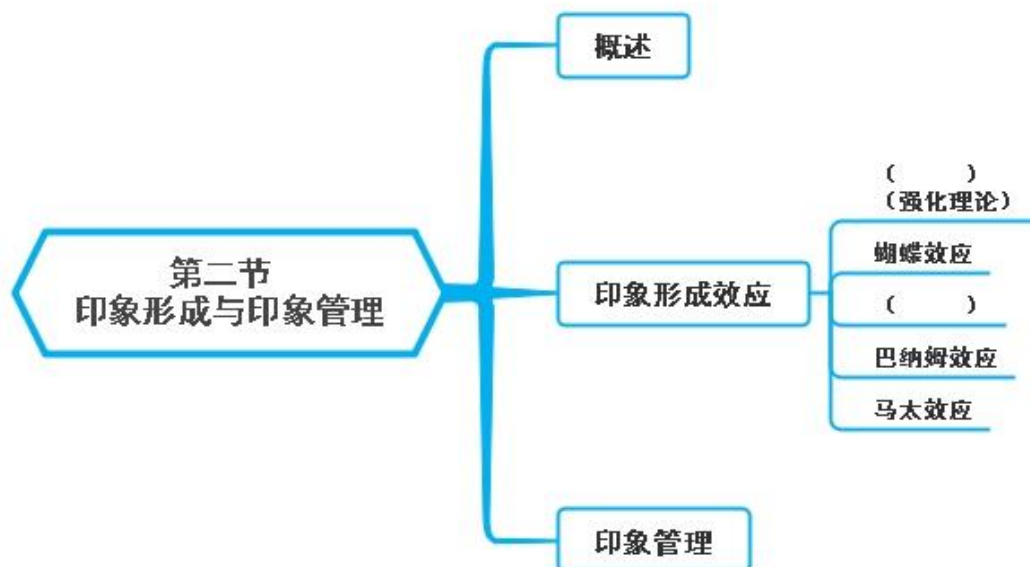 概述
第二节
印象形成与印象管理
印象形成效应
（ ）
（强化理论）
蝴蝶效应
（ ）
巴纳姆效应
马太效应
印象管理